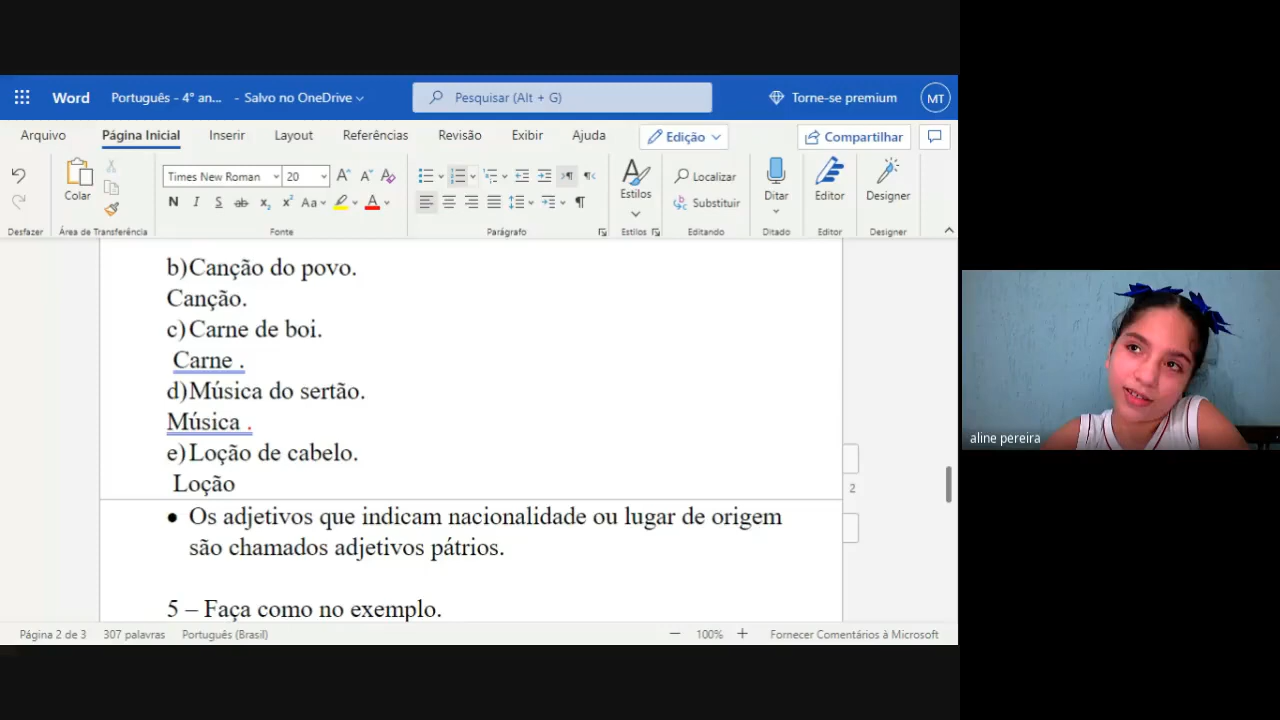 Word Português - 4° an... - Salvo no OneDrive Pesquisar (Alt + G) Torne-se premium MT
Arquivo Página Inicial Inserir Layout Referências Revisão Exibir Ajuda Edição Compartilhar
Colar Times New Roman 20 Estilos Localizar Substituir Ditar Editor Designer
Desfazer Área de Transferência Fonte Parágrafo Estilos Editando Ditado Editor Designer
b)Canção do povo.
Canção.
c)Carne de boi.
Carne .
d)Música do sertão.
Música .
e)Loção de cabelo.
Loção
2
• Os adjetivos que indicam nacionalidade ou lugar de origem
são chamados adjetivos pátrios.
5 – Faça como no exemplo.
Página 2 de 3 307 palavras Português (Brasil) — 100% + Fornecer Comentários à Microsoft
aline pereira